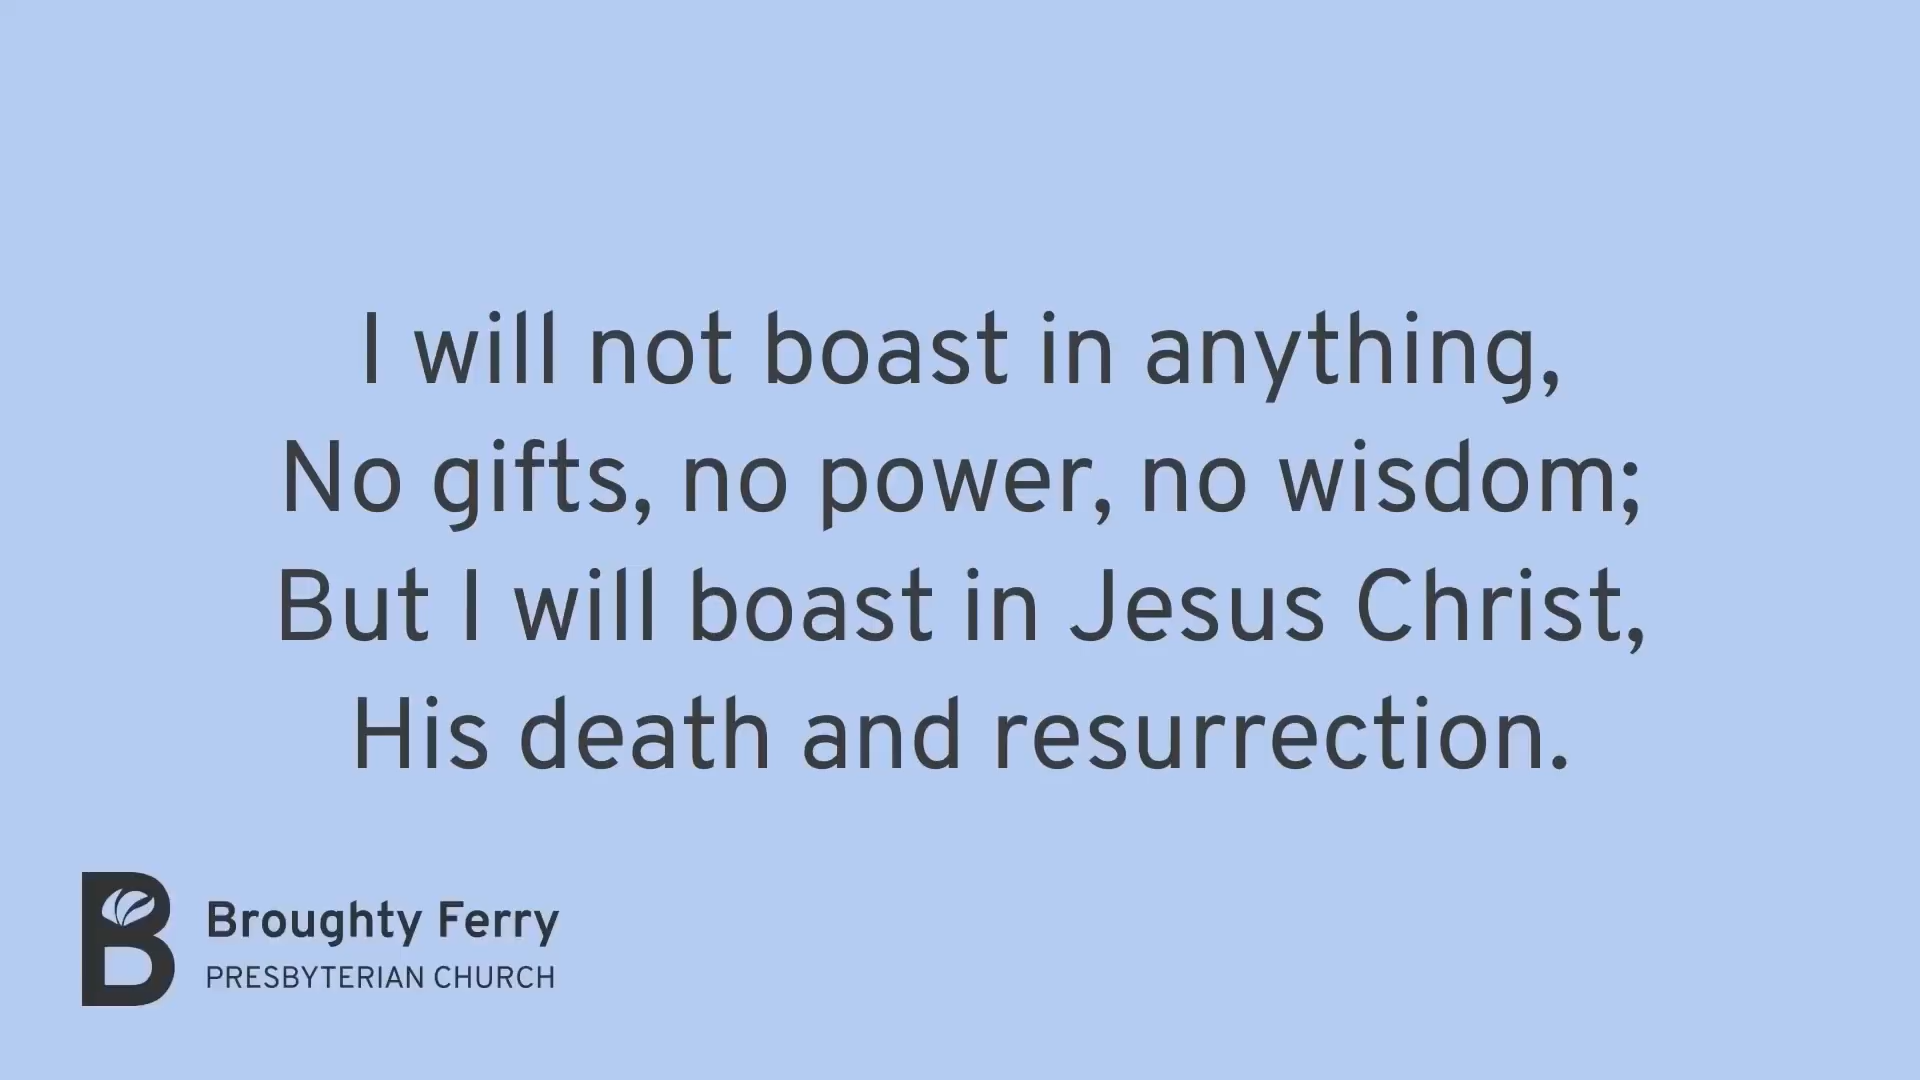 I will not boast in anything,
No gifts, no power, no wisdom;
But I will boast in Jesus Christ,
His death and resurrection.
B
Broughty Ferry
PRESBYTERIAN CHURCH